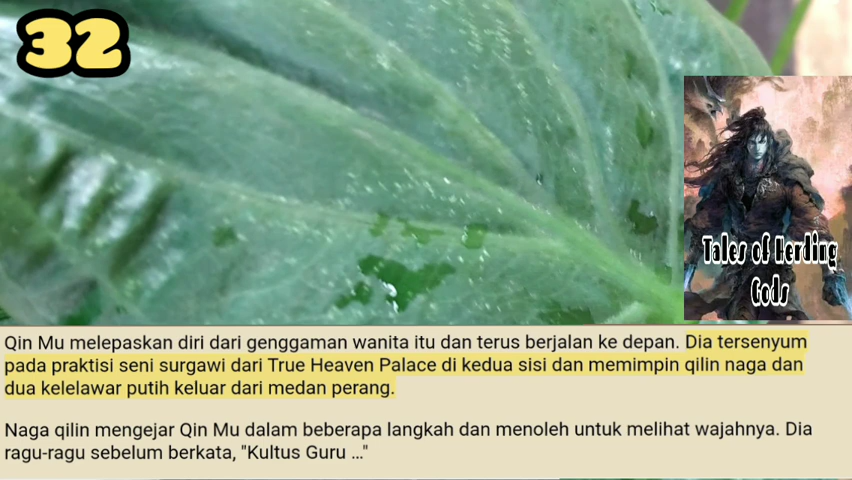 32
Tales of Herding
Gods
Qin Mu melepaskan diri dari genggaman wanita itu dan terus berjalan ke depan. Dia tersenyum
pada praktisi seni surgawi dari True Heaven Palace di kedua sisi dan memimpin qilin naga dan
dua kelelawar putih keluar dari medan perang.
Naga qilin mengejar Qin Mu dalam beberapa langkah dan menoleh untuk melihat wajahnya. Dia
ragu-ragu sebelum berkata, "Kultus Guru ..."